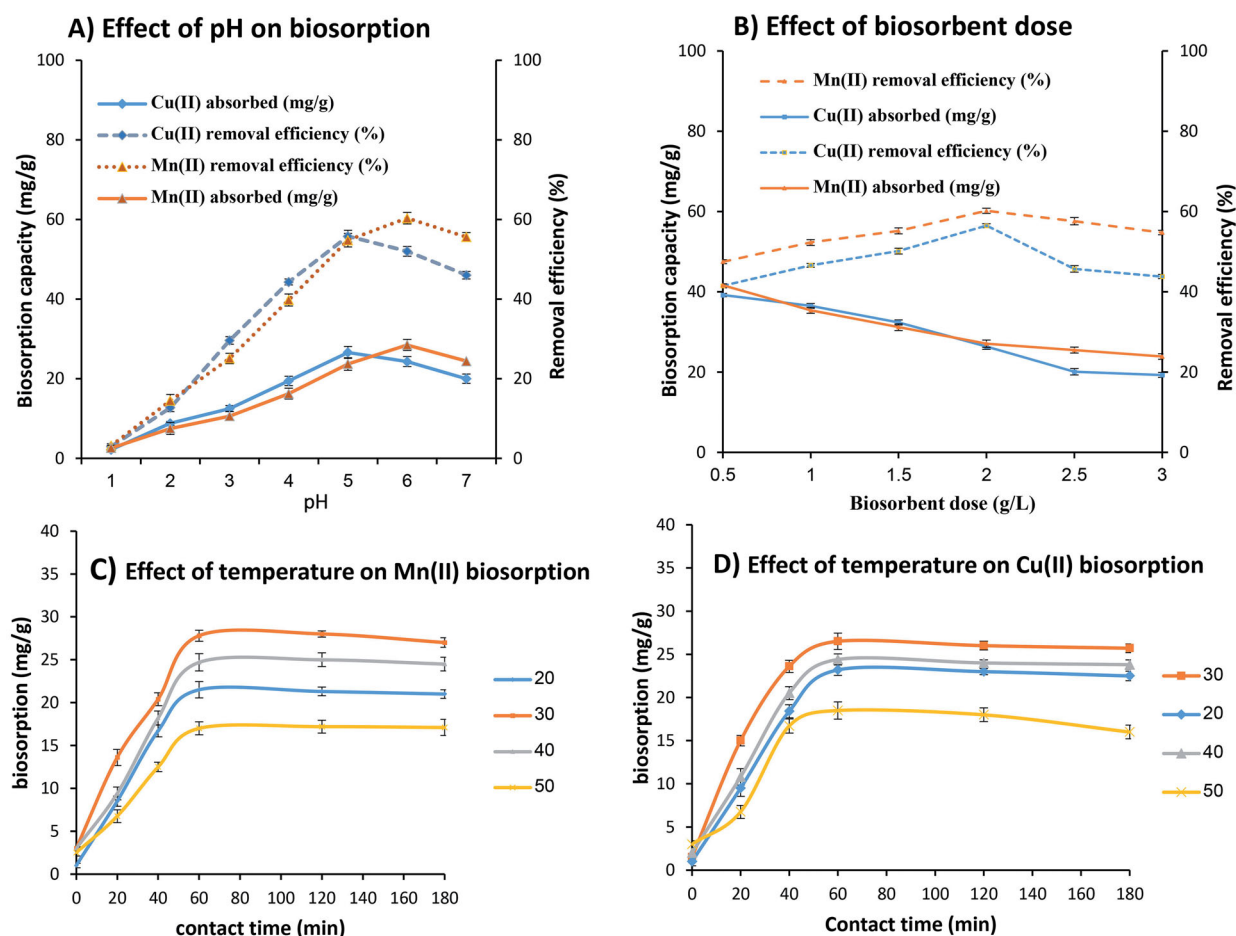 A) Effect of pH on biosorption
100
80
60
40
20
0
Biosorption capacity (mg/g)
Cu(II) absorbed (mg/g)
Cu(II) removal efficiency (%)
Mn(II) removal efficiency (%)
Mn(II) absorbed (mg/g)
100
80
60
40
20
0
Removal efficiency (%)
1 2 3 4 5 6 7
pH
B) Effect of biosorbent dose
100
80
60
40
20
0
Biosorption capacity (mg/g)
Mn(II) removal efficiency (%)
Cu(II) absorbed (mg/g)
Cu(II) removal efficiency (%)
Mn(II) absorbed (mg/g)
100
80
60
40
20
0
Removal efficiency (%)
0.5 1 1.5 2 2.5 3
Biosorbent dose (g/L)
C) Effect of temperature on Mn(II) biosorption
40
35
30
25
20
15
10
5
0
biosorption (mg/g)
20
30
40
50
0 20 40 60 80 100 120 140 160 180
contact time (min)
D) Effect of temperature on Cu(II) biosorption
40
35
30
25
20
15
10
5
0
biosorption (mg/g)
30
20
40
50
0 20 40 60 80 100 120 140 160 180
Contact time (min)